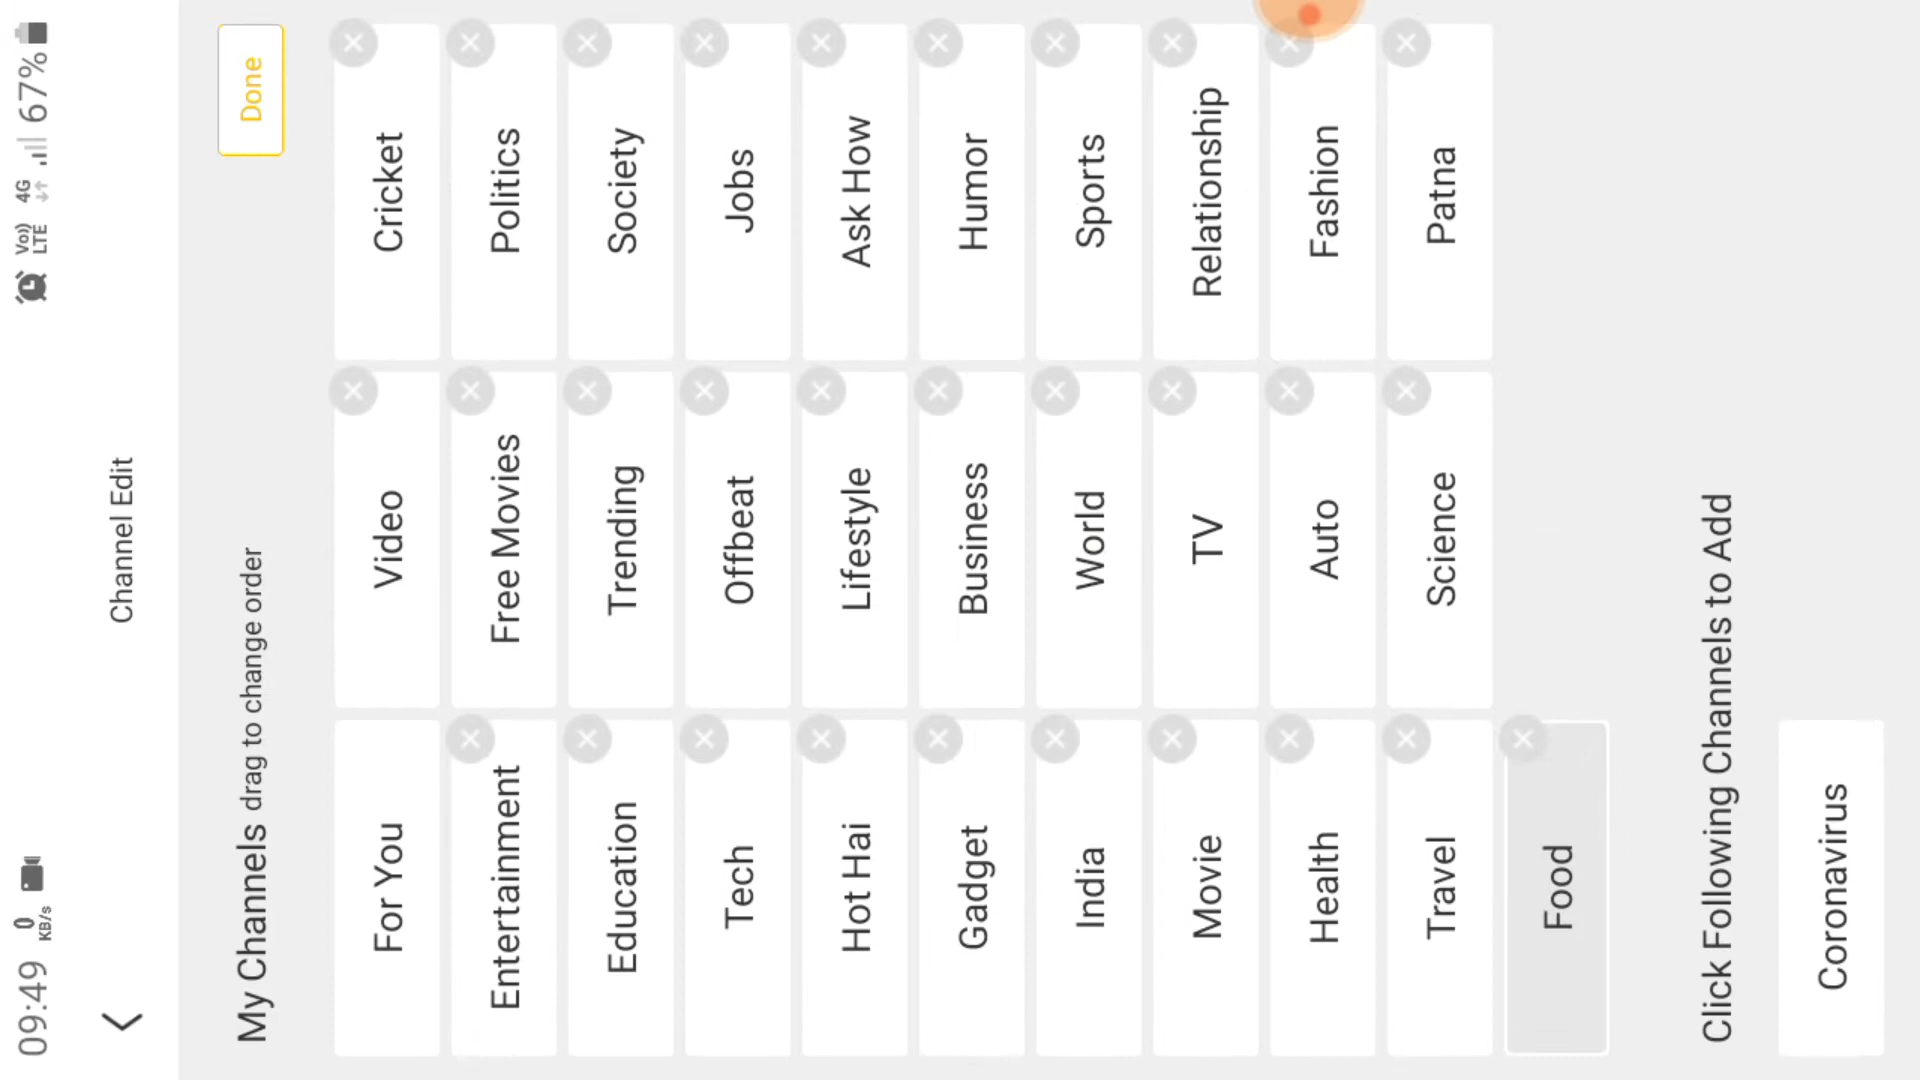 09:49 0 KB/s Vo)) LTE 4G 67%
Channel Edit
My Channels drag to change order Done
For You Video Cricket
Entertainment Free Movies Politics
Education Trending Society
Tech Offbeat Jobs
Hot Hai Lifestyle Ask How
Gadget Business Humor
India World Sports
Movie TV Relationship
Health Auto Fashion
Travel Science Patna
Food
Click Following Channels to Add
Coronavirus